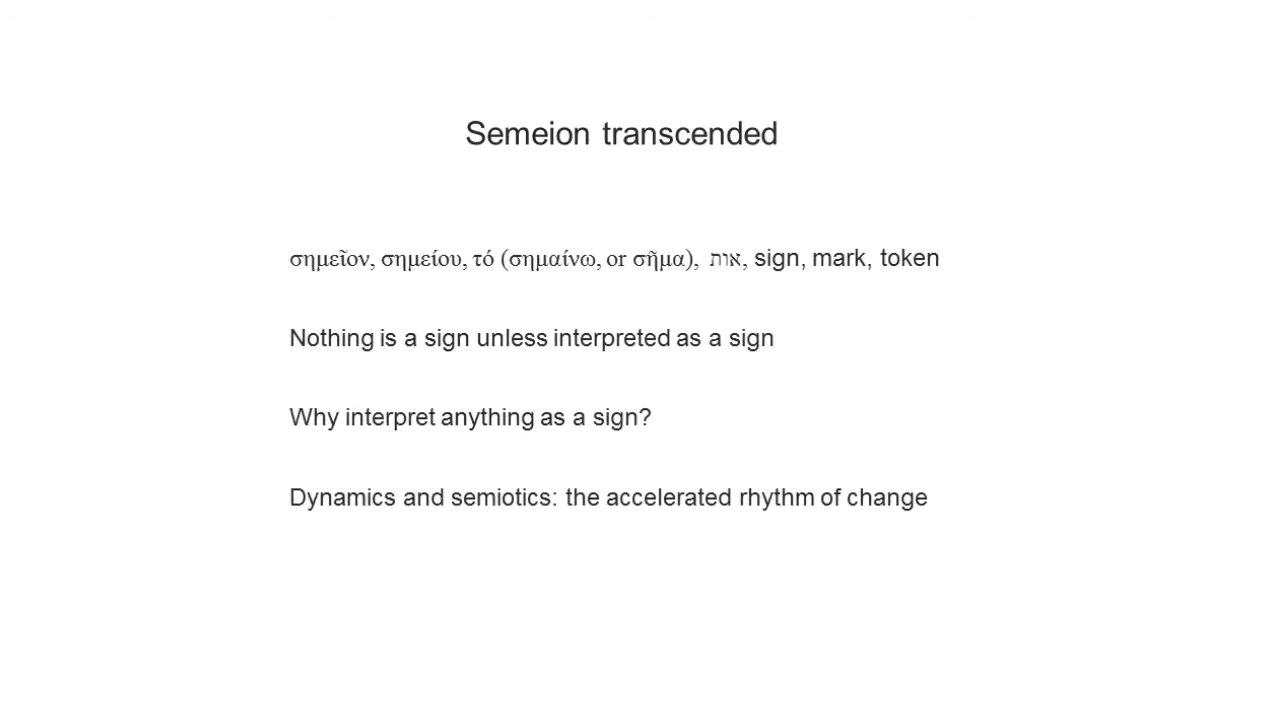 Semeion transcended
σημεῖον, σημείου, τό (σημαίνω, or σῆμα), אות, sign, mark, token
Nothing is a sign unless interpreted as a sign
Why interpret anything as a sign?
Dynamics and semiotics: the accelerated rhythm of change